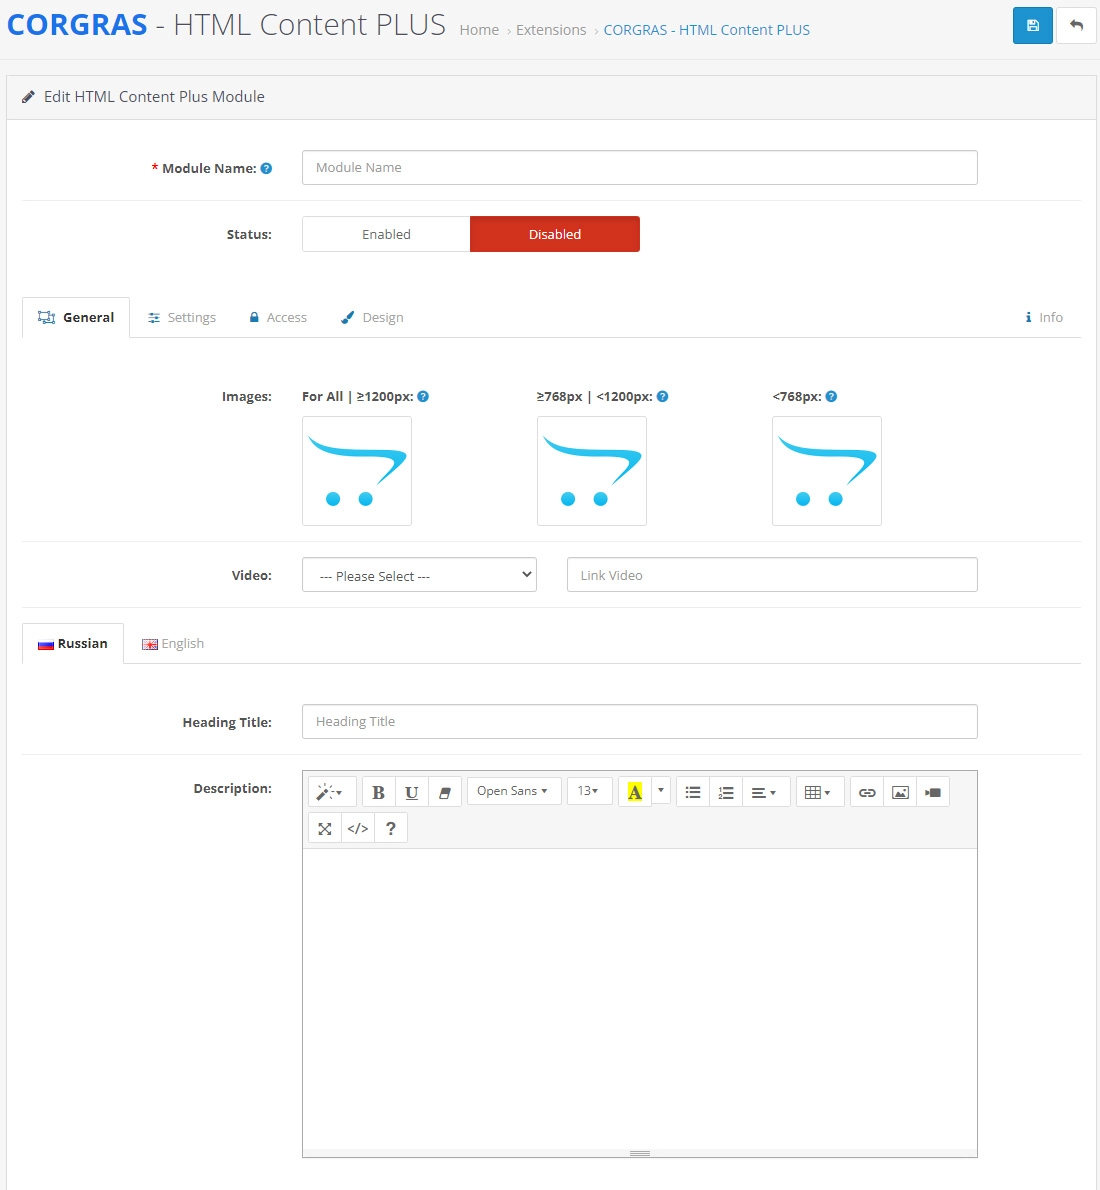 CORGRAS - HTML Content PLUS Home › Extensions › CORGRAS - HTML Content PLUS
Edit HTML Content Plus Module
* Module Name: ? Module Name
Status: Enabled Disabled
General Settings Access Design i Info
Images: For All | ≥1200px: ? ≥768px | <1200px: ? <768px: ?
Video: --- Please Select --- Link Video
Russian English
Heading Title: Heading Title
Description: B U Open Sans 13 A
</> ?